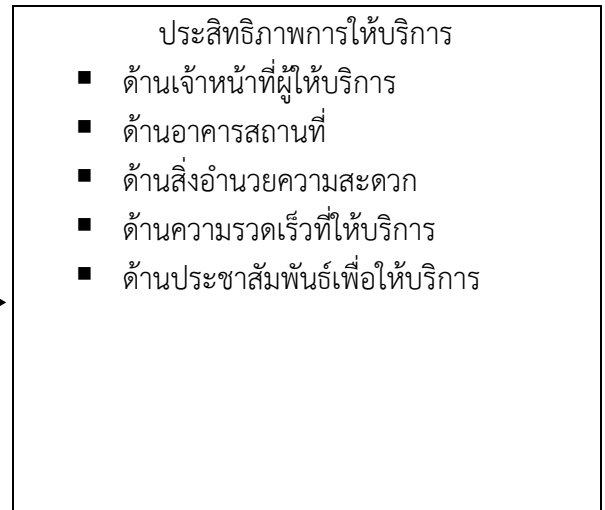 ประสิทธิภาพการให้บริการ
▪ ด้านเจ้าหน้าที่ผู้ให้บริการ
▪ ด้านอาคารสถานที่
▪ ด้านสิ่งอำนวยความสะดวก
▪ ด้านความรวดเร็วที่ให้บริการ
▪ ด้านประชาสัมพันธ์เพื่อให้บริการ